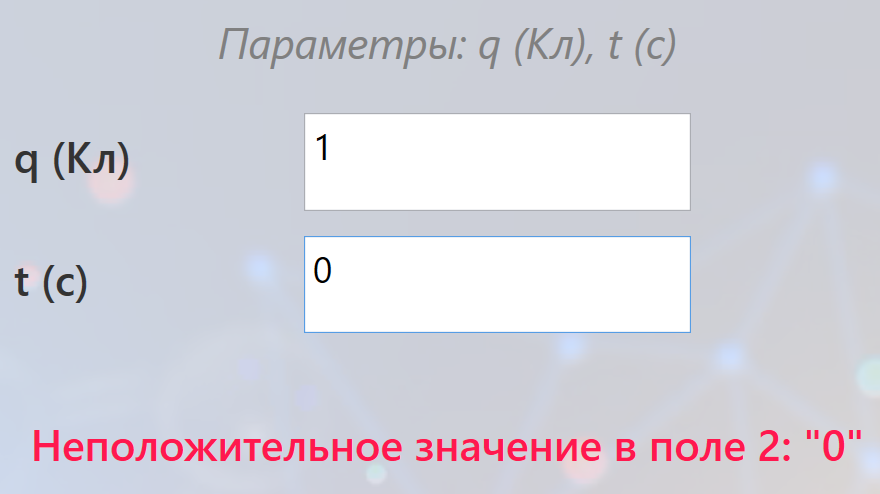 Параметры: q (Кл), t (с)
q (Кл)
1
t (с)
0
Неположительное значение в поле 2: "0"